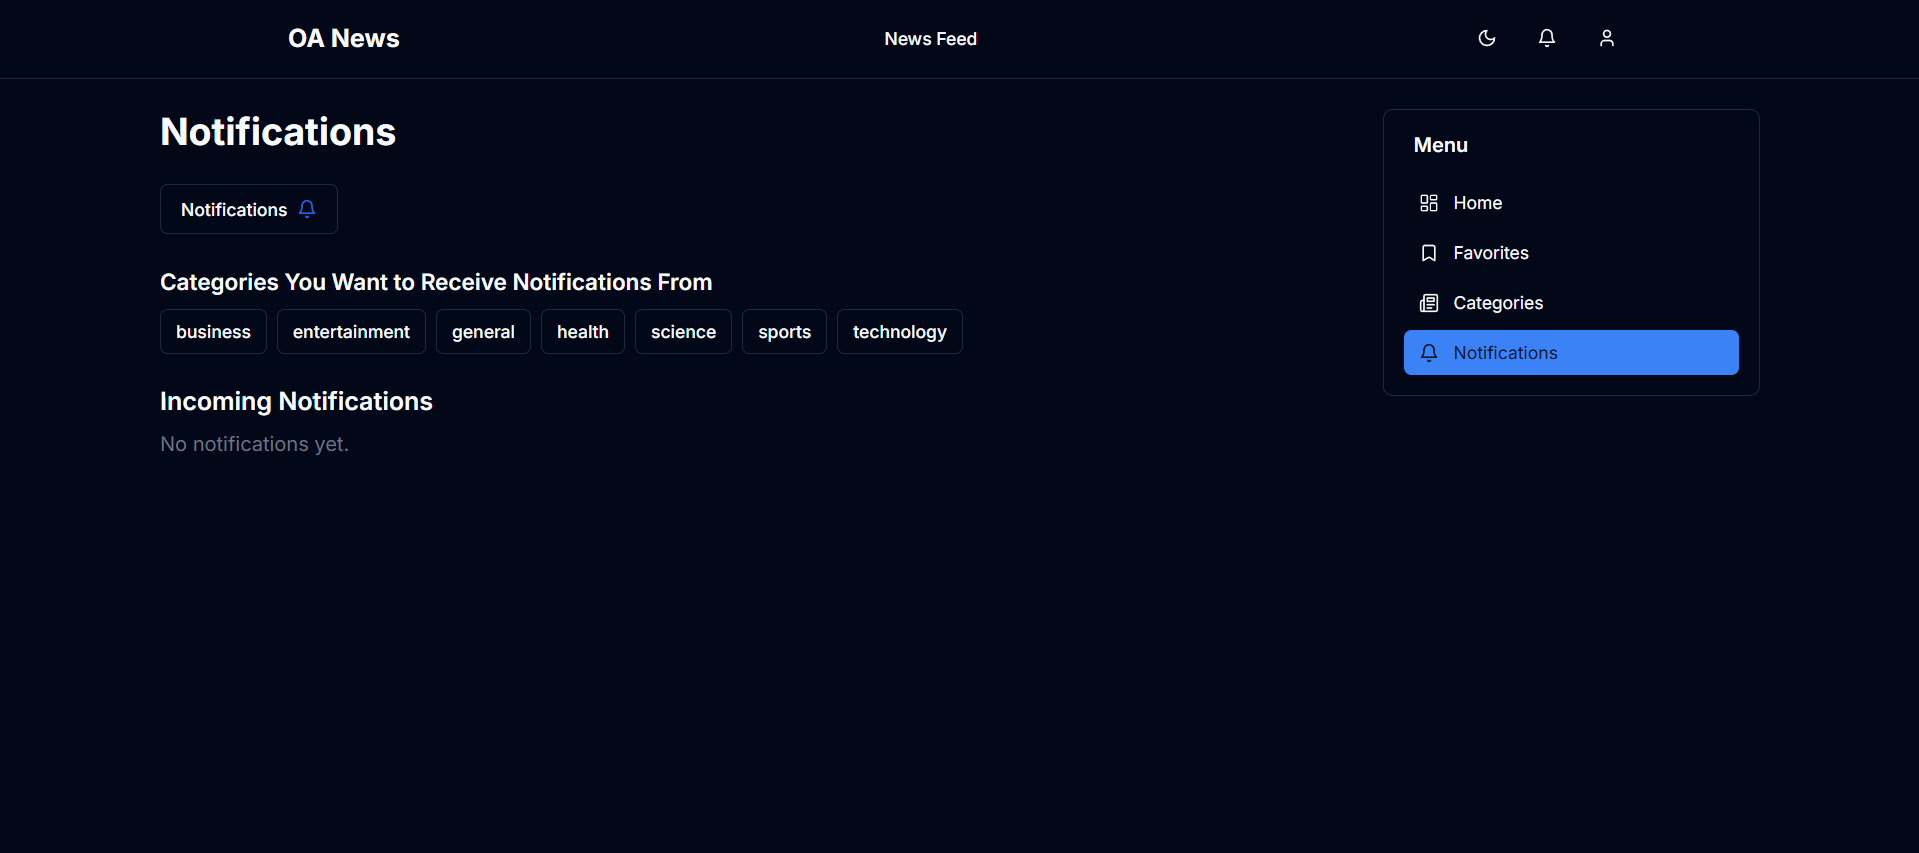 OA News
News Feed
Notifications
Notifications
Categories You Want to Receive Notifications From
business entertainment general health science sports technology
Incoming Notifications
No notifications yet.
Menu
Home
Favorites
Categories
Notifications